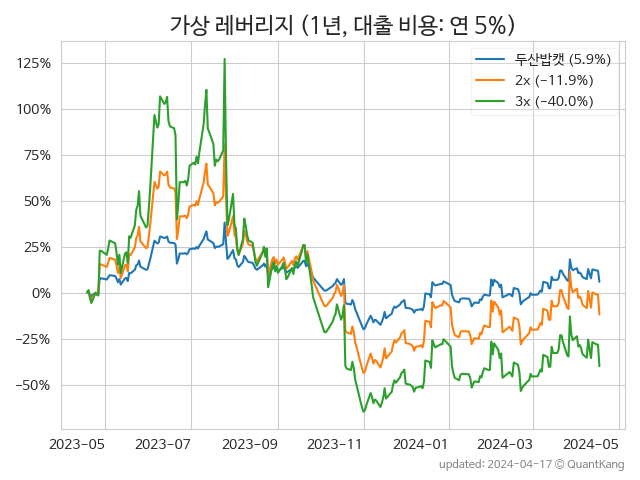 가상 레버리지 (1년, 대출 비용: 연 5%)
두산밥캣 (5.9%)
2x (−11.9%)
3x (−40.0%)
125%
100%
75%
50%
25%
0%
−25%
−50%
2023-05 2023-07 2023-09 2023-11 2024-01 2024-03 2024-05
updated: 2024-04-17 © QuantKang